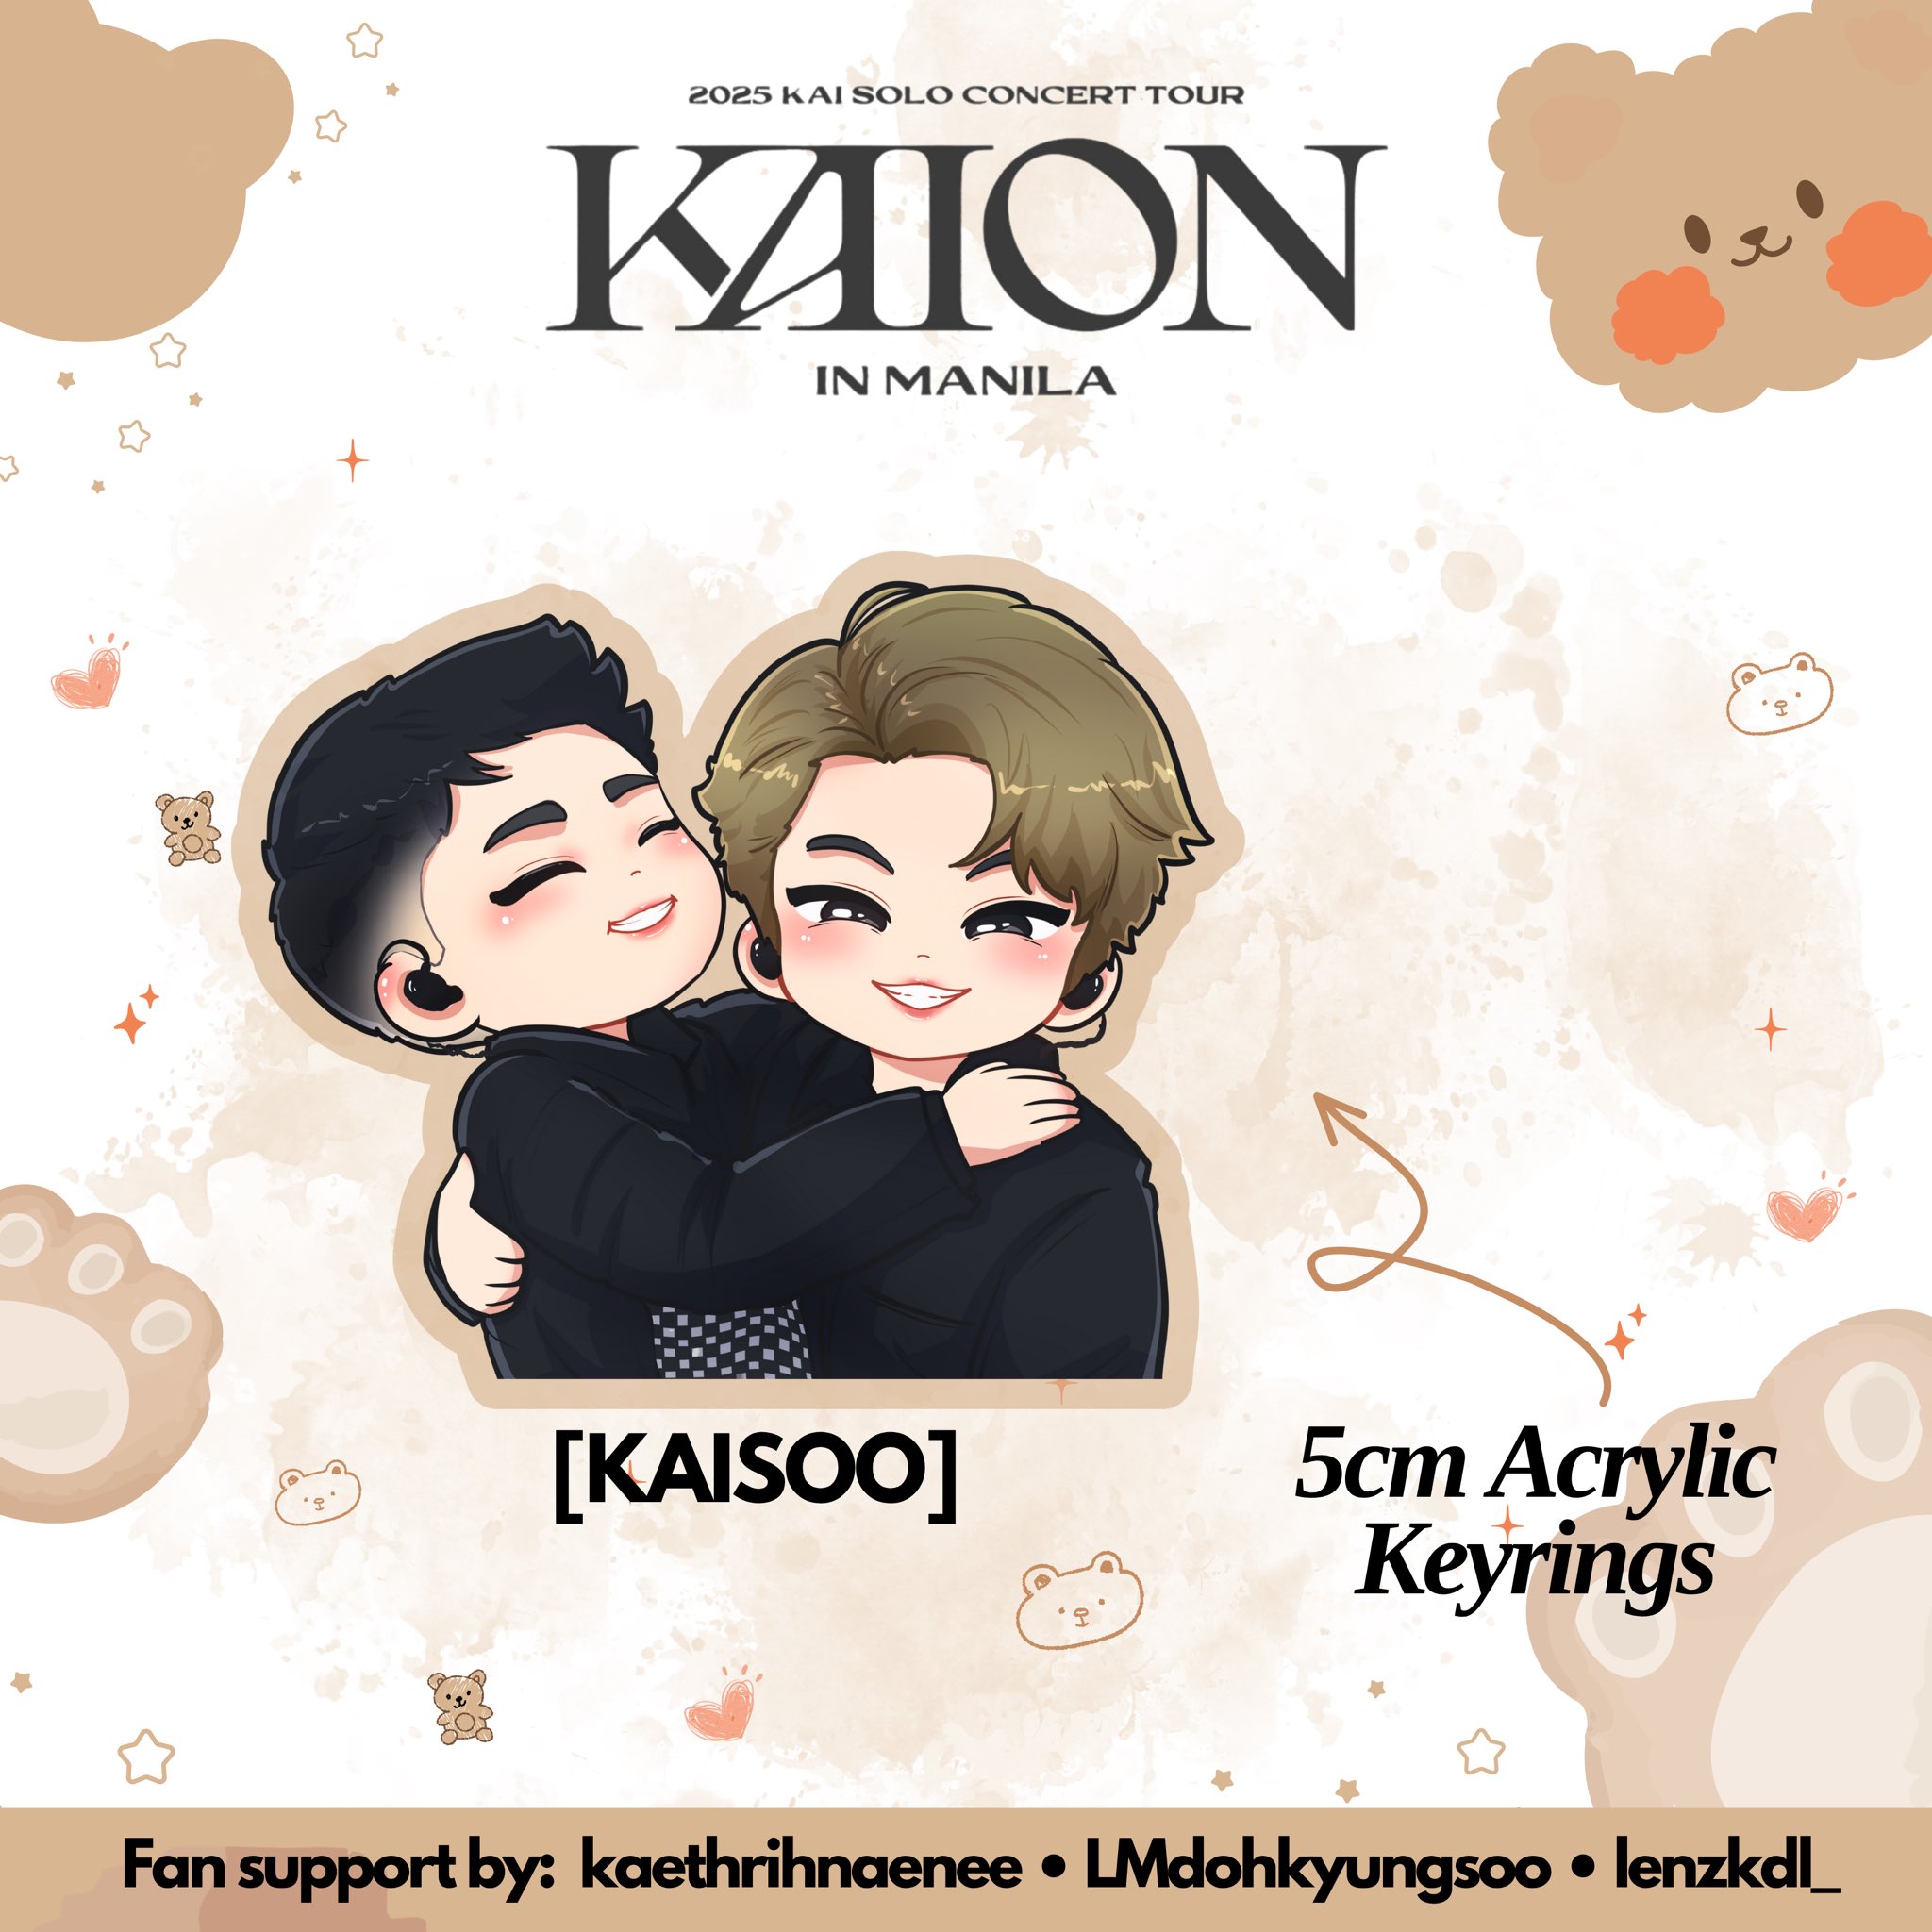 2025 KAI SOLO CONCERT TOUR
KAION
IN MANILA
[KAISOO]
5cm Acrylic
Keyrings
Fan support by: kaethrihnaenee • LMdohkyungsoo • lenzkdl_